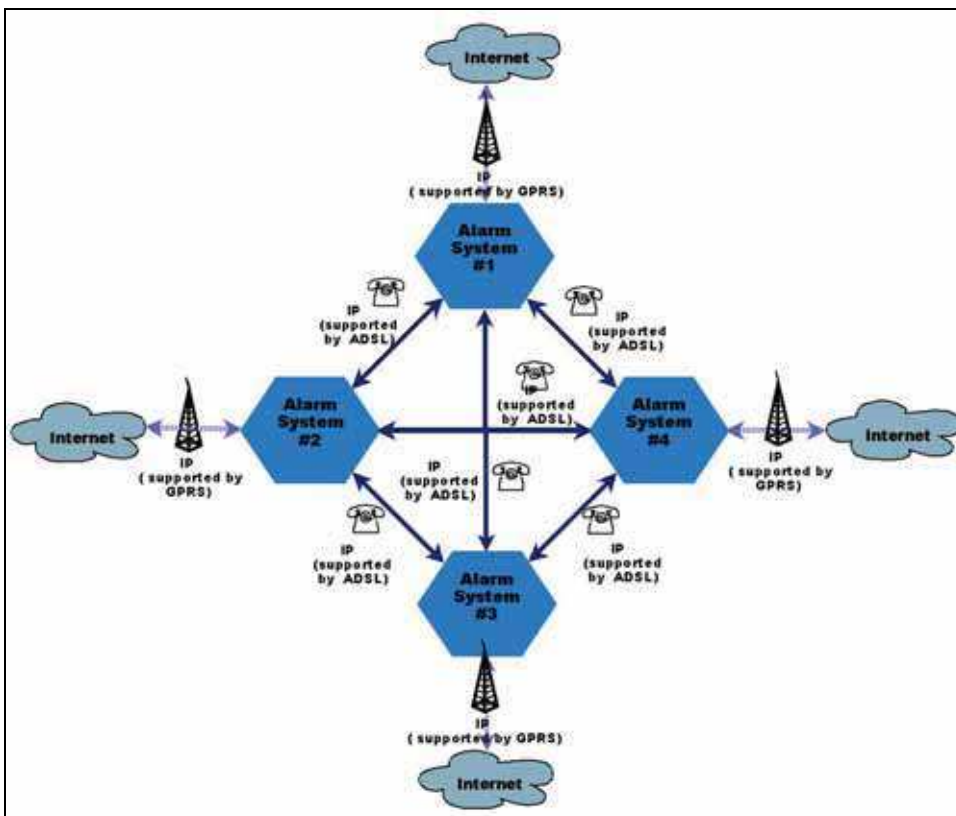 Internet
IP
( supported by GPRS)
Alarm
System
#1
IP
(supported
by ADSL)
IP
(supported
by ADSL)
IP
(supported
by ADSL)
Internet
IP
( supported by
GPRS)
Alarm
System
#2
Alarm
System
#4
IP
( supported by
GPRS)
Internet
IP
(supported
by ADSL)
IP
(supported
by ADSL)
IP
(supported
by ADSL)
Alarm
System
#3
IP
( supported by GPRS)
Internet